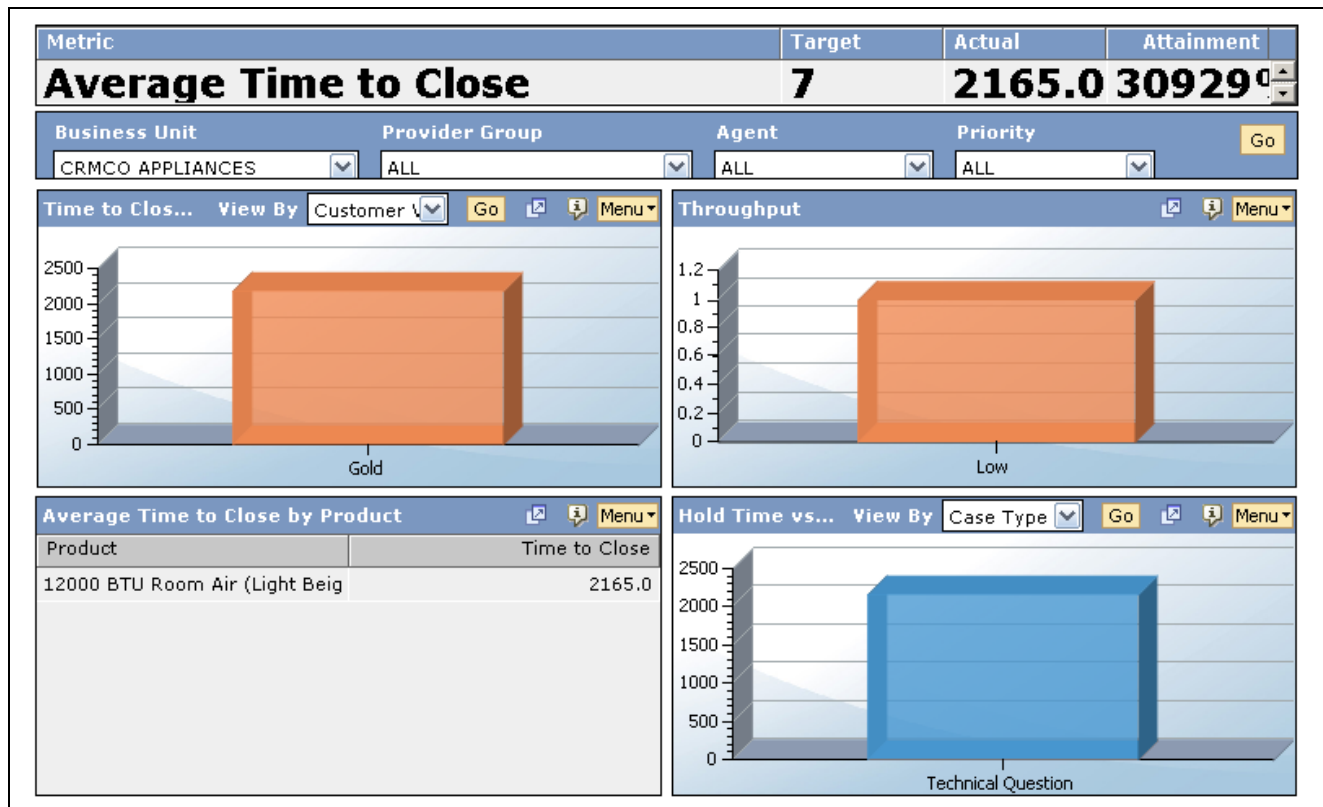 Metric Target Actual Attainment
Average Time to Close 7 2165.0 30929%
Business Unit Provider Group Agent Priority Go
CRMCO APPLIANCES ALL ALL ALL
Time to Clos... View By Customer V Go Menu
2500
2000
1500
1000
500
0
Gold
Throughput Menu
1.2
1
0.8
0.6
0.4
0.2
0
Low
Average Time to Close by Product Menu
Product Time to Close
12000 BTU Room Air (Light Beig 2165.0
Hold Time vs... View By Case Type Go Menu
2500
2000
1500
1000
500
0
Technical Question